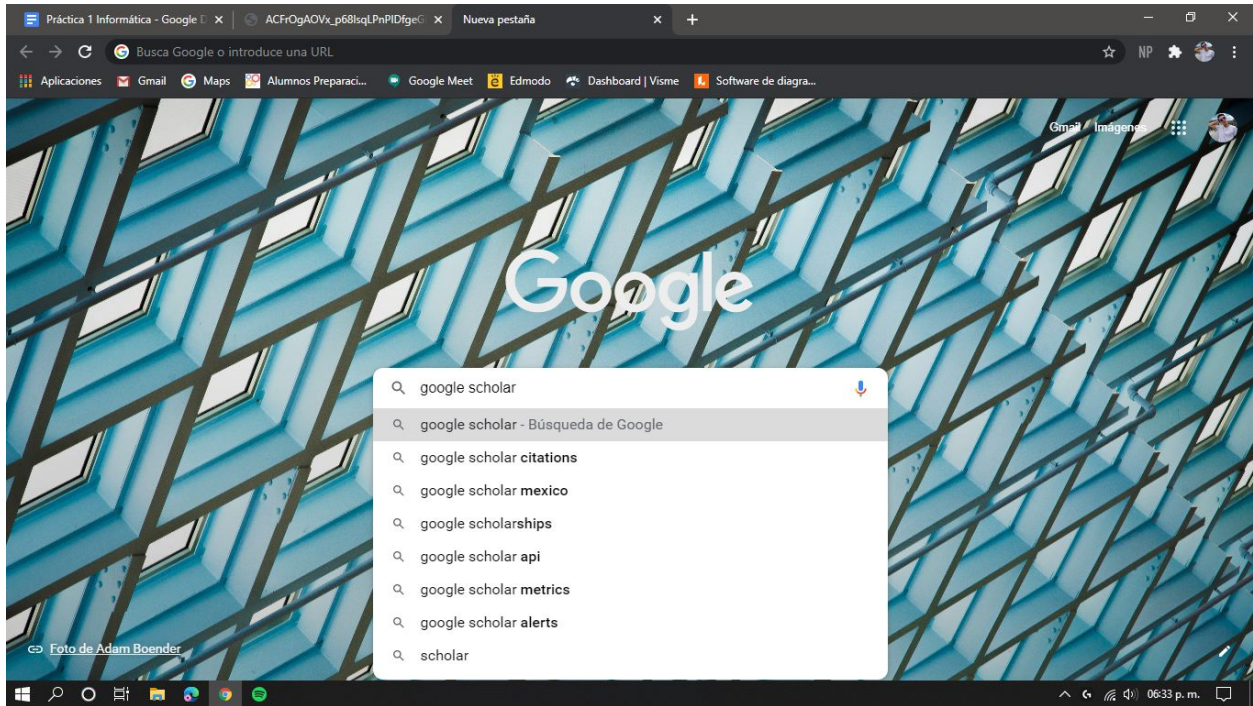 Práctica 1 Informática - Google D
ACFrOgAOVx_p68lsqLPnPlDfgeG
Nueva pestaña
Busca Google o introduce una URL
NP
Aplicaciones Gmail Maps Alumnos Preparaci... Google Meet Edmodo Dashboard | Visme Software de diagra...
Gmail Imágenes
Google
google scholar
google scholar - Búsqueda de Google
google scholar citations
google scholar mexico
google scholarships
google scholar api
google scholar metrics
google scholar alerts
scholar
Foto de Adam Boender
06:33 p. m.